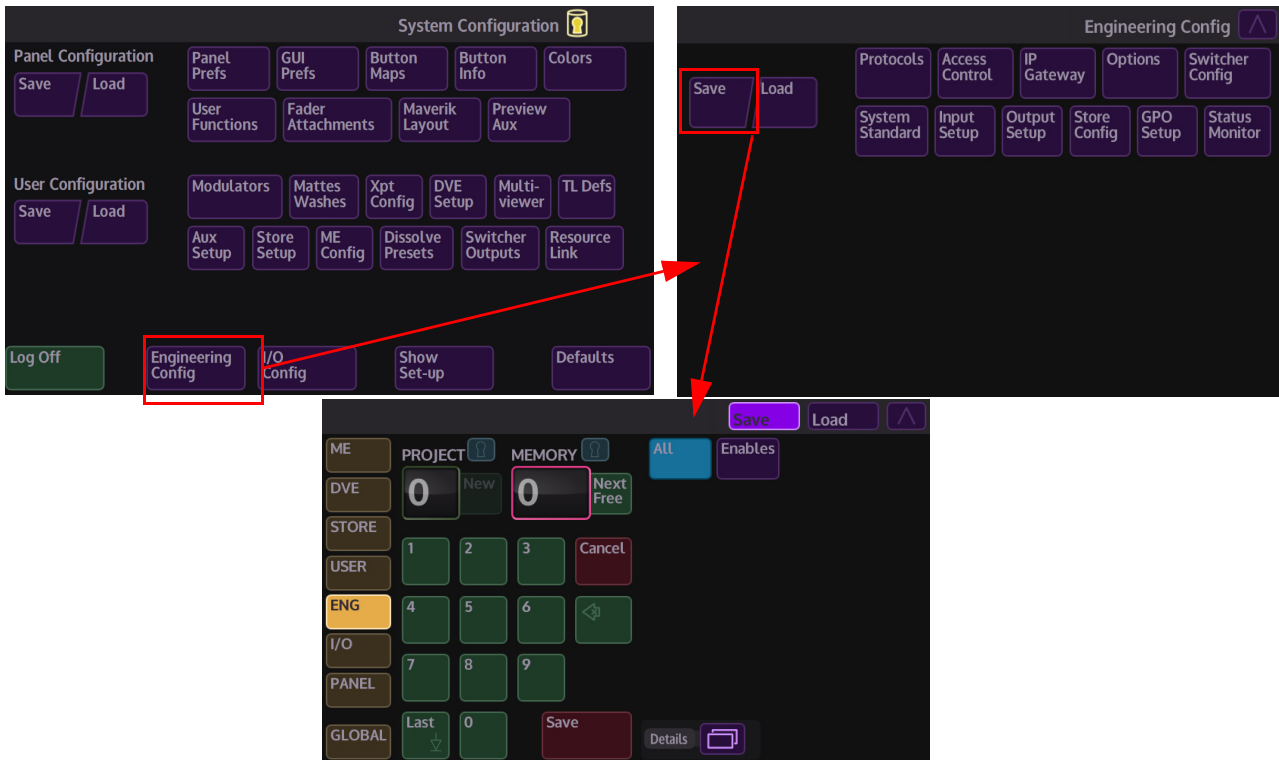 System Configuration
Panel Configuration
Save
Load
Panel
Prefs
GUI
Prefs
Button
Maps
Button
Info
Colors
User
Functions
Fader
Attachments
Maverik
Layout
Preview
Aux
User Configuration
Save
Load
Modulators
Mattes
Washes
Xpt
Config
DVE
Setup
Multi-
viewer
TL Defs
Aux
Setup
Store
Setup
ME
Config
Dissolve
Presets
Switcher
Outputs
Resource
Link
Log Off
Engineering
Config
I/O
Config
Show
Set-up
Defaults
Engineering Config
Save
Load
Protocols
Access
Control
IP
Gateway
Options
Switcher
Config
System
Standard
Input
Setup
Output
Setup
Store
Config
GPO
Setup
Status
Monitor
Save
Load
ME
DVE
STORE
USER
ENG
I/O
PANEL
GLOBAL
PROJECT
0
New
MEMORY
0
Next
Free
All
Enables
1
2
3
Cancel
4
5
6
7
8
9
Last
0
Save
Details